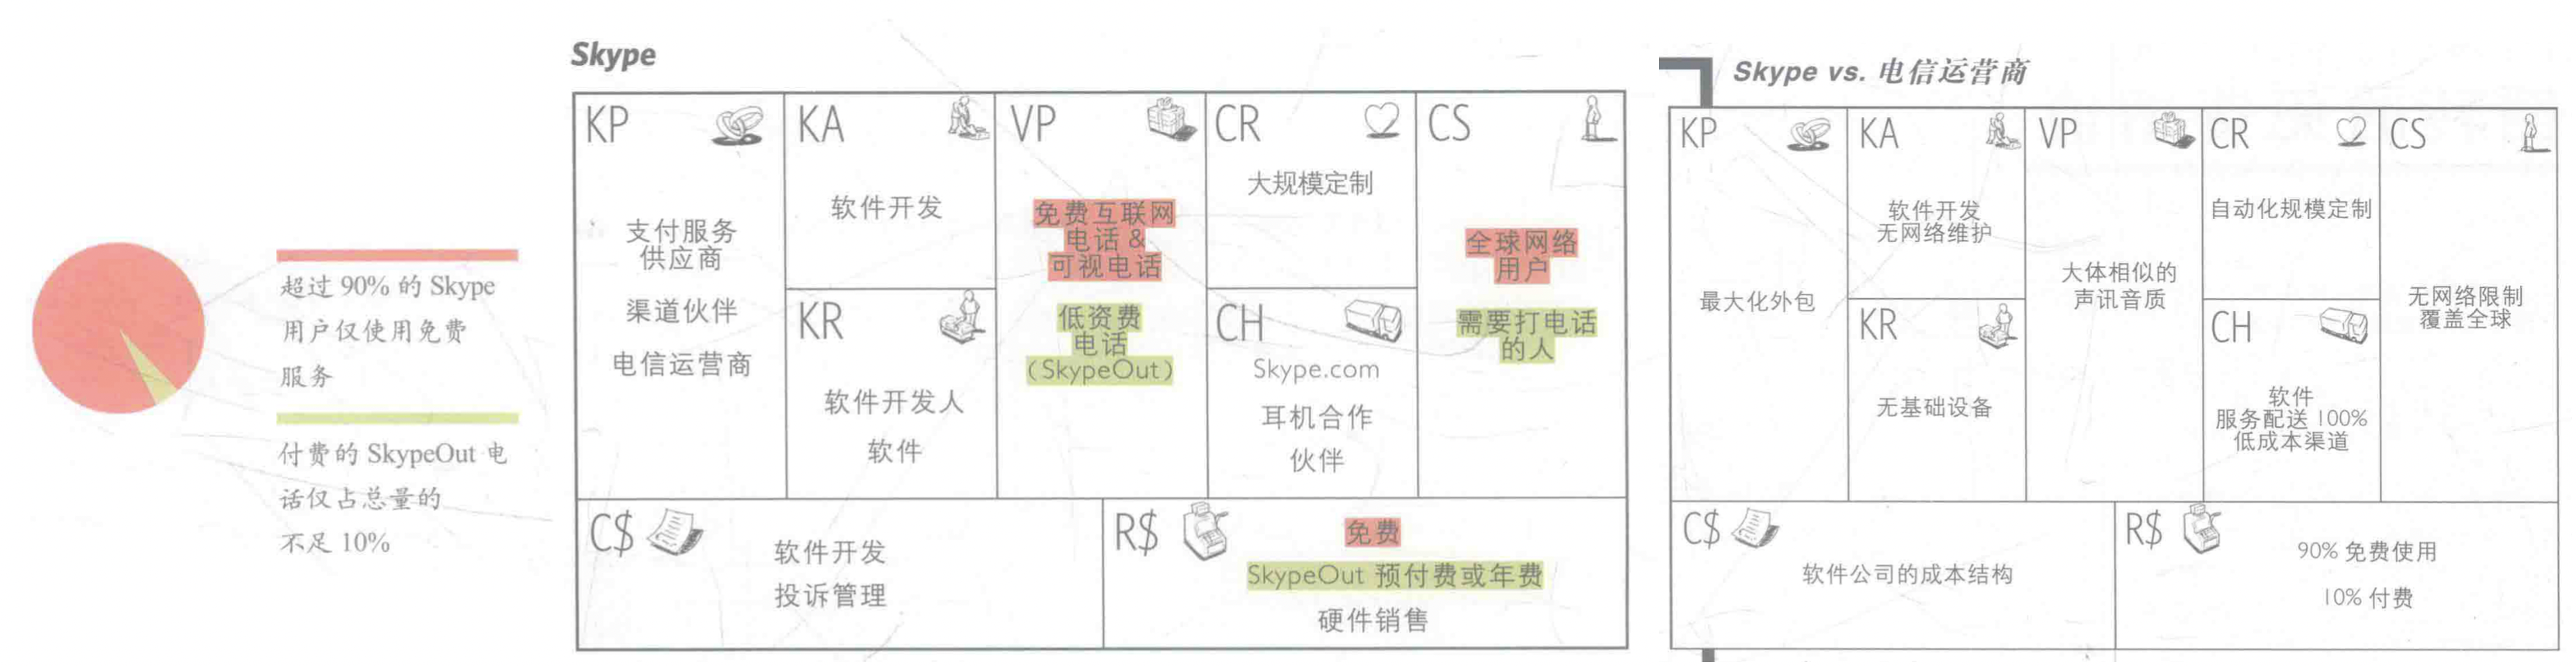 超过 90% 的 Skype
用户仅使用免费
服务
付费的 SkypeOut 电
话仅占总量的
不足 10%
Skype
KP
支付服务
供应商
渠道伙伴
电信运营商
KA
软件开发
KR
软件开发人
软件
VP
免费互联网
电话 &
可视电话
低资费
电话
（SkypeOut）
CR
大规模定制
CH
Skype.com
耳机合作
伙伴
CS
全球网络
用户
需要打电话
的人
C$
软件开发
投诉管理
R$
免费
SkypeOut 预付费或年费
硬件销售
Skype vs. 电信运营商
KP
最大化外包
KA
软件开发
无网络维护
KR
无基础设备
VP
大体相似的
声讯音质
CR
自动化规模定制
CH
软件
服务配送 100%
低成本渠道
CS
无网络限制
覆盖全球
C$
软件公司的成本结构
R$
90% 免费使用
10% 付费